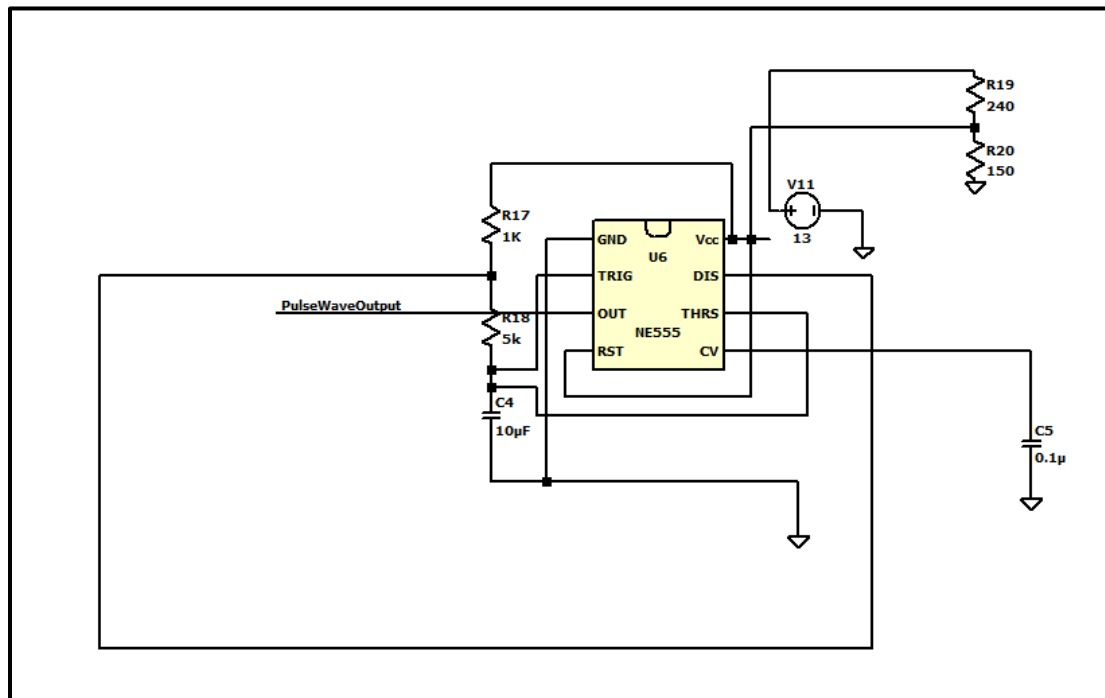 R19
240
R20
150
V11
+
13
R17
1K
GND
Vcc
U6
TRIG
DIS
PulseWaveOutput
OUT
THRS
R18
5k
NE555
RST
CV
C4
10µF
C5
0.1µ